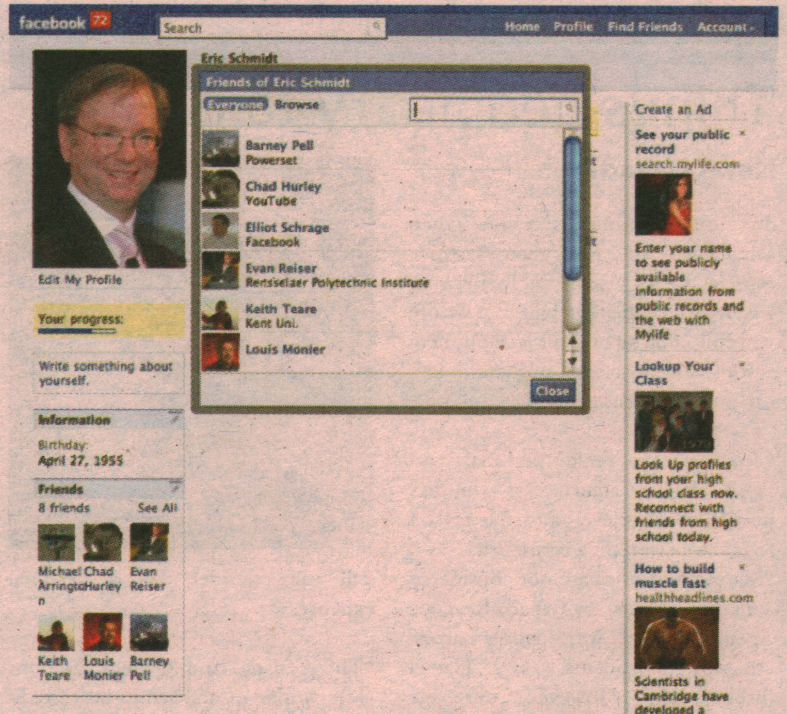 facebook 72
Search
Home Profile Find Friends Account
Eric Schmidt
Friends of Eric Schmidt
Everyone Browse
Barney Pell
Powerset
Chad Hurley
YouTube
Elliot Schrage
Facebook
Evan Reiser
Rensselaer Polytechnic Institute
Keith Teare
Kent Uni.
Louis Monier
Close
Edit My Profile
Your progress:
Write something about
yourself.
Information
Birthday:
April 27, 1955
Friends
8 friends See All
Michael Chad Evan
Arringto Hurley Reiser
n
Keith Louis Barney
Teare Monier Pell
Create an Ad
See your public ×
record
search.mylife.com
Enter your name
to see publicly
available
information from
public records and
the web with
Mylife
Lookup Your ×
Class
Look Up profiles
from your high
school class now.
Reconnect with
friends from high
school today.
How to build ×
muscle fast
healthheadlines.com
Scientists in
Cambridge have
developed a